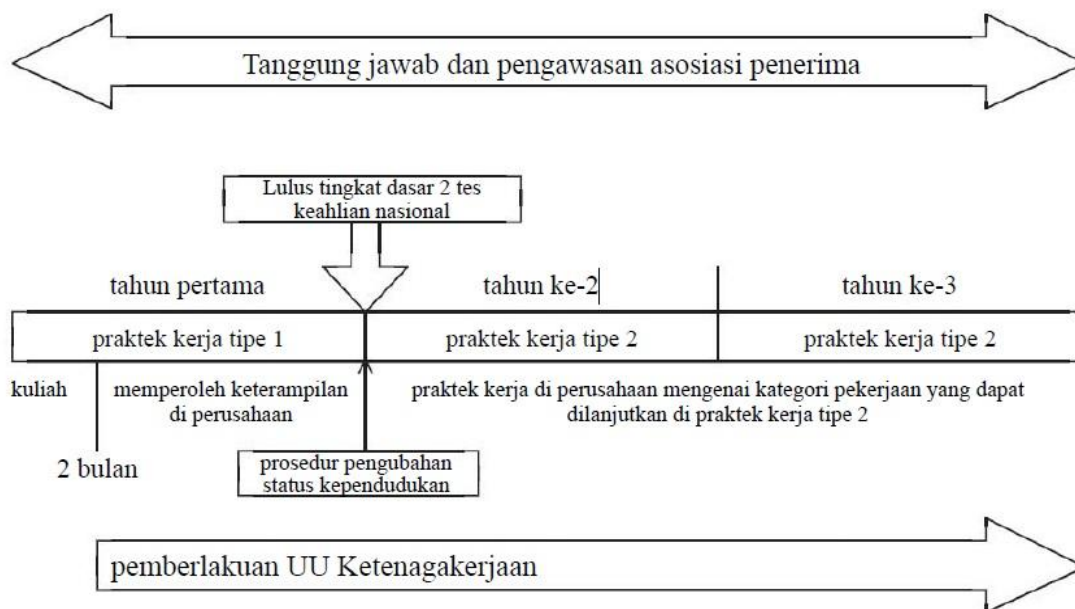 Tanggung jawab dan pengawasan asosiasi penerima
Lulus tingkat dasar 2 tes
keahlian nasional
tahun pertama
tahun ke-2
tahun ke-3
praktek kerja tipe 1
praktek kerja tipe 2
praktek kerja tipe 2
kuliah
memperoleh keterampilan
di perusahaan
praktek kerja di perusahaan mengenai kategori pekerjaan yang dapat
dilanjutkan di praktek kerja tipe 2
2 bulan
prosedur pengubahan
status kependudukan
pemberlakuan UU Ketenagakerjaan